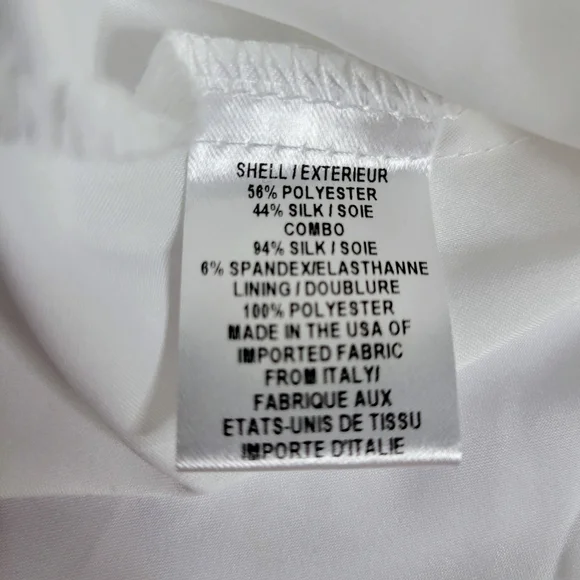 SHELL / EXTERIEUR
56% POLYESTER
44% SILK / SOIE
COMBO
94% SILK / SOIE
6% SPANDEX/ELASTHANNE
LINING / DOUBLURE
100% POLYESTER
MADE IN THE USA OF
IMPORTED FABRIC
FROM ITALY/
FABRIQUE AUX
ETATS-UNIS DE TISSU
IMPORTE D'ITALIE